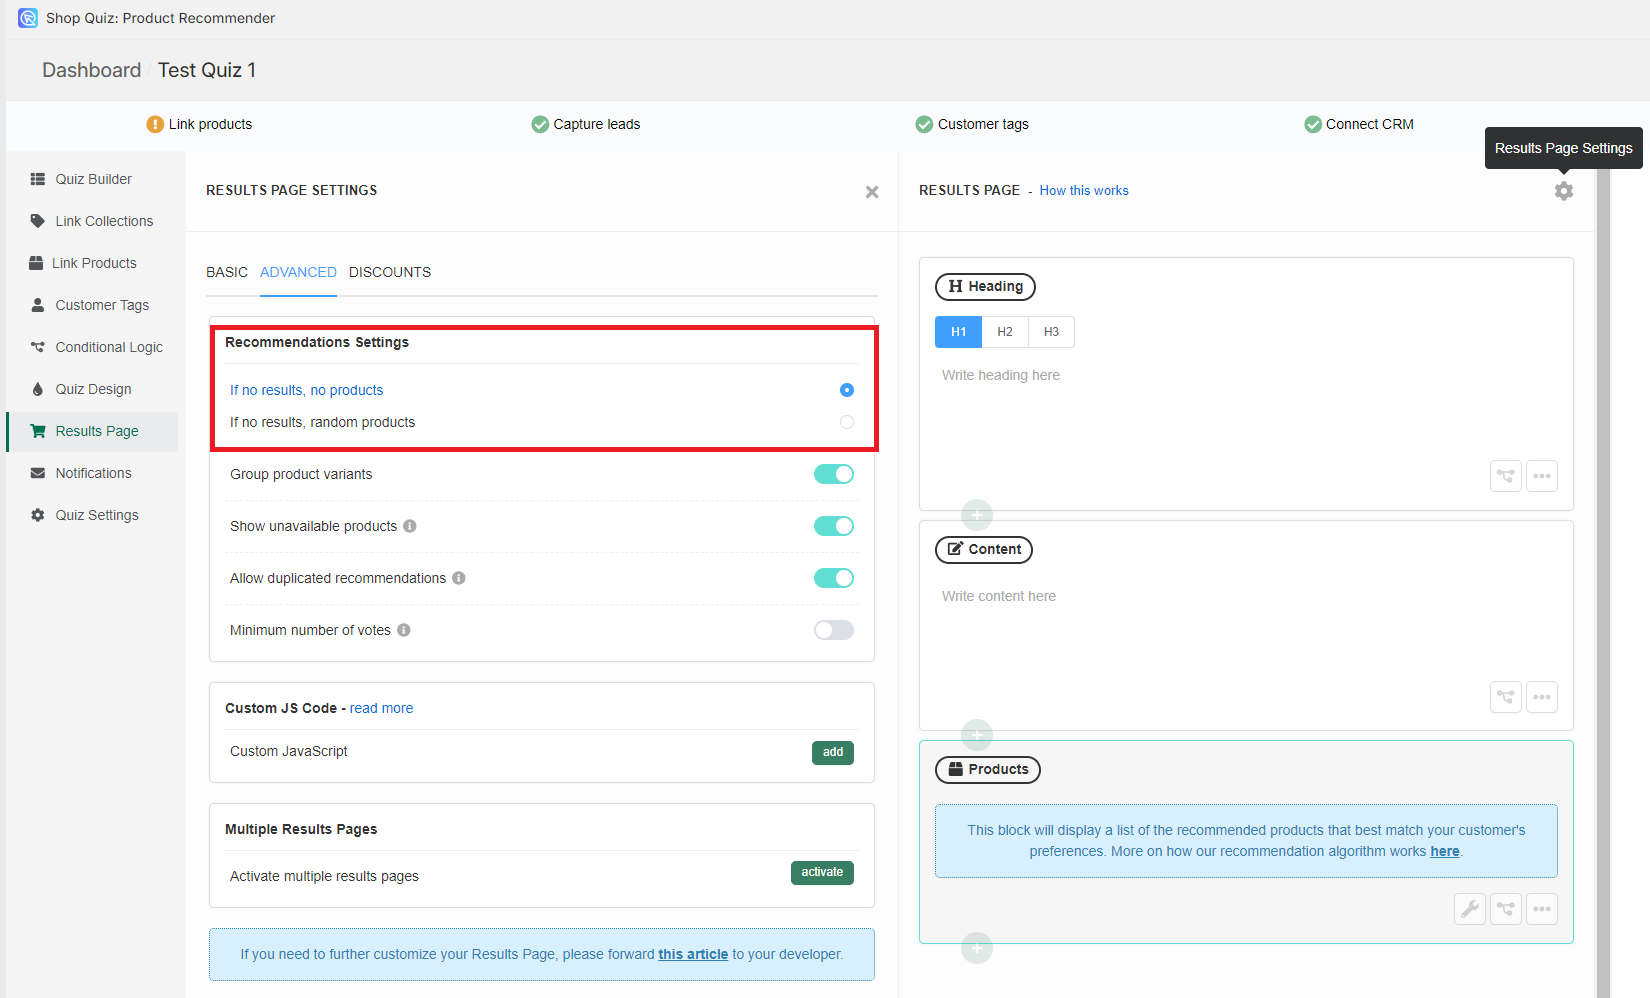 Shop Quiz: Product Recommender
Dashboard / Test Quiz 1
Link products
Capture leads
Customer tags
Connect CRM
Results Page Settings
Quiz Builder
Link Collections
Link Products
Customer Tags
Conditional Logic
Quiz Design
Results Page
Notifications
Quiz Settings
RESULTS PAGE SETTINGS
BASIC ADVANCED DISCOUNTS
Recommendations Settings
If no results, no products
If no results, random products
Group product variants
Show unavailable products
Allow duplicated recommendations
Minimum number of votes
Custom JS Code - read more
Custom JavaScript
add
Multiple Results Pages
Activate multiple results pages
activate
If you need to further customize your Results Page, please forward this article to your developer.
RESULTS PAGE - How this works
Heading
H1 H2 H3
Write heading here
Content
Write content here
Products
This block will display a list of the recommended products that best match your customer's
preferences. More on how our recommendation algorithm works here.